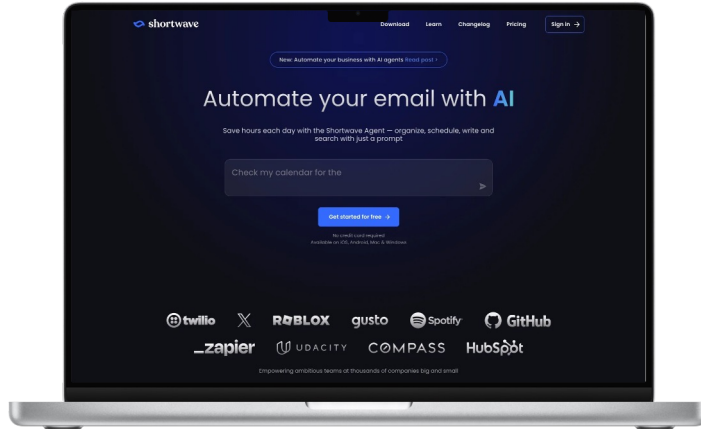 shortwave
Download Learn Changelog Pricing Sign in →
New: Automate your business with AI agents Read post ›
Automate your email with AI
Save hours each day with the Shortwave Agent — organize, schedule, write and
search with just a prompt
Check my calendar for the
Get started for free →
No credit card required
Available on iOS, Android, Mac & Windows
twilio X ROBLOX gusto Spotify GitHub
_zapier UDACITY COMPASS HubSpot
Empowering ambitious teams at thousands of companies big and small